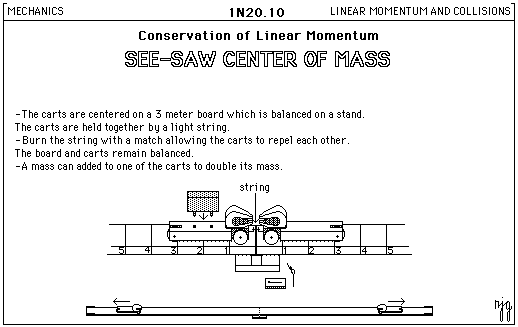 MECHANICS
1N20.10
LINEAR MOMENTUM AND COLLISIONS
Conservation of Linear Momentum
SEE-SAW CENTER OF MASS
-The carts are centered on a 3 meter board which is balanced on a stand.
The carts are held together by a light string.
-Burn the string with a match allowing the carts to repel each other.
The board and carts remain balanced.
-A mass can added to one of the carts to double its mass.
string
5 4 3 2 1 1 2 3 4 5
njg